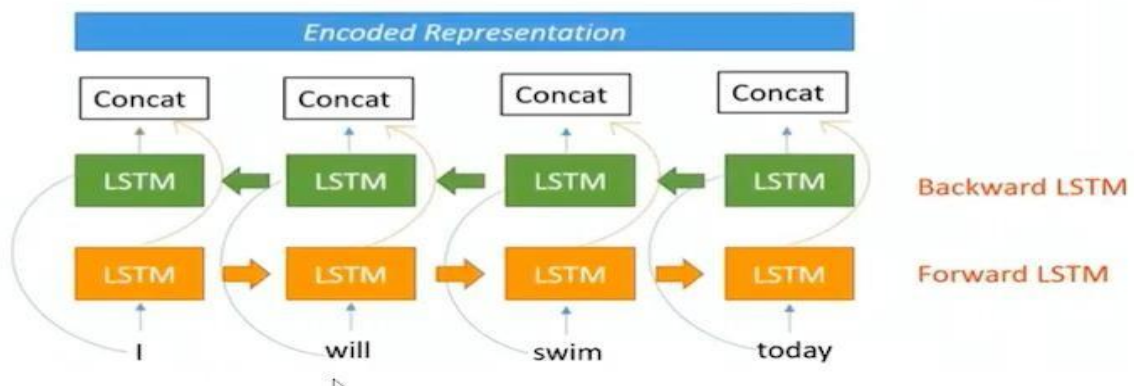 Encoded Representation
Concat Concat Concat Concat
LSTM LSTM LSTM LSTM Backward LSTM
LSTM LSTM LSTM LSTM Forward LSTM
I will swim today